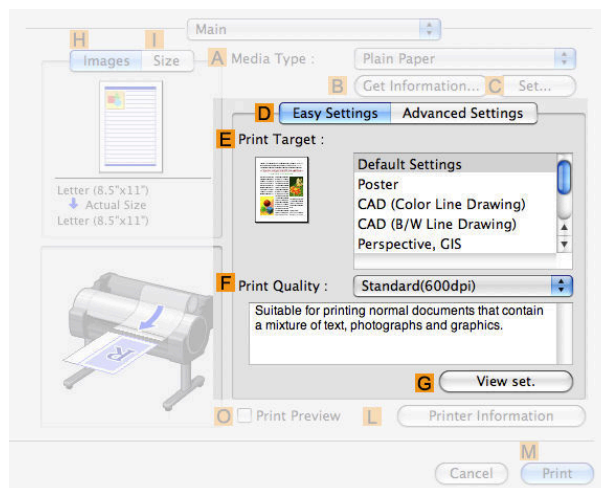 Main
H I
Images Size
A Media Type : Plain Paper
B Get Information... C Set...
D Easy Settings Advanced Settings
E Print Target :
Default Settings
Poster
CAD (Color Line Drawing)
CAD (B/W Line Drawing)
Perspective, GIS
Letter (8.5"x11")
Actual Size
Letter (8.5"x11")
F Print Quality : Standard(600dpi)
Suitable for printing normal documents that contain
a mixture of text, photographs and graphics.
G View set.
O Print Preview L Printer Information
M
Cancel Print